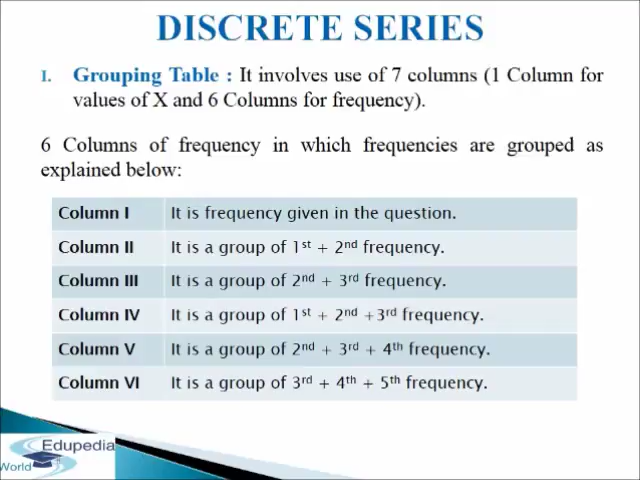 DISCRETE SERIES
I. Grouping Table : It involves use of 7 columns (1 Column for
values of X and 6 Columns for frequency).
6 Columns of frequency in which frequencies are grouped as
explained below:
Column I It is frequency given in the question.
Column II It is a group of 1st + 2nd frequency.
Column III It is a group of 2nd + 3rd frequency.
Column IV It is a group of 1st + 2nd +3rd frequency.
Column V It is a group of 2nd + 3rd + 4th frequency.
Column VI It is a group of 3rd + 4th + 5th frequency.
Edupedia
World